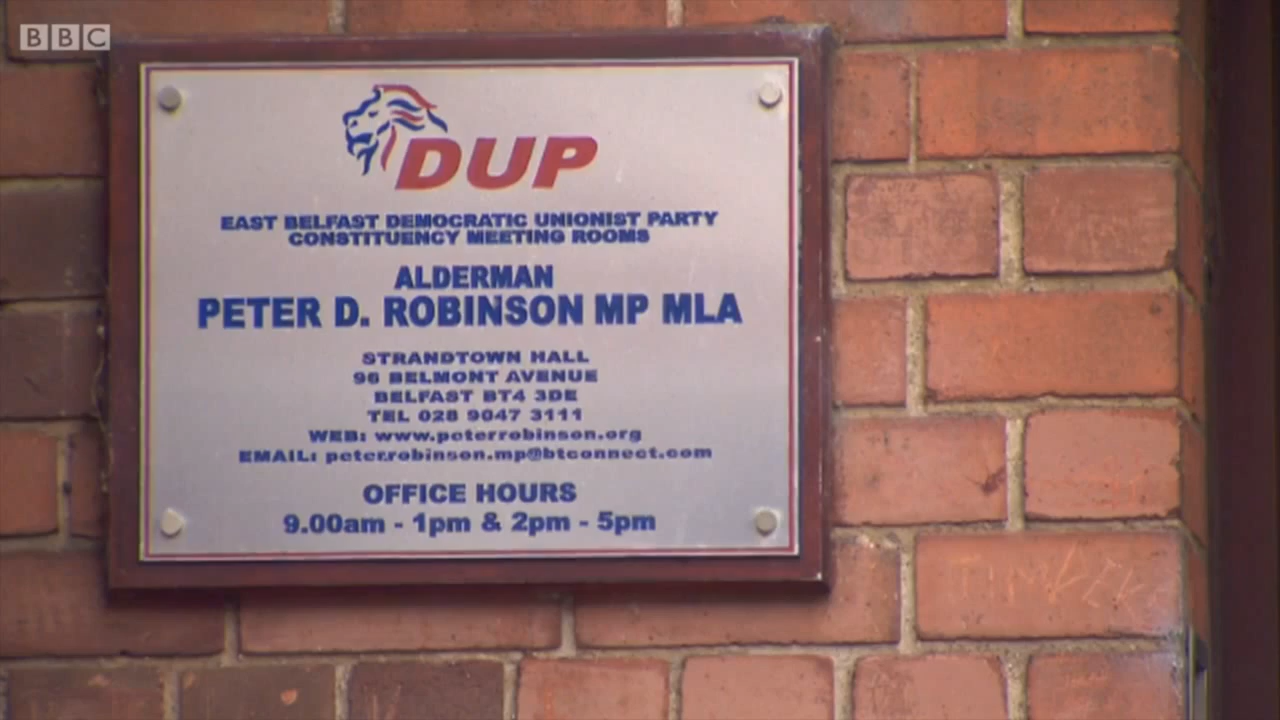 BBC
DUP
EAST BELFAST DEMOCRATIC UNIONIST PARTY
CONSTITUENCY MEETING ROOMS
ALDERMAN
PETER D. ROBINSON MP MLA
STRANDTOWN HALL
96 BELMONT AVENUE
BELFAST BT4 3DE
TEL 028 9047 3111
WEB: www.peterrobinson.org
EMAIL: peter.robinson.mp@btconnect.com
OFFICE HOURS
9.00am - 1pm & 2pm - 5pm